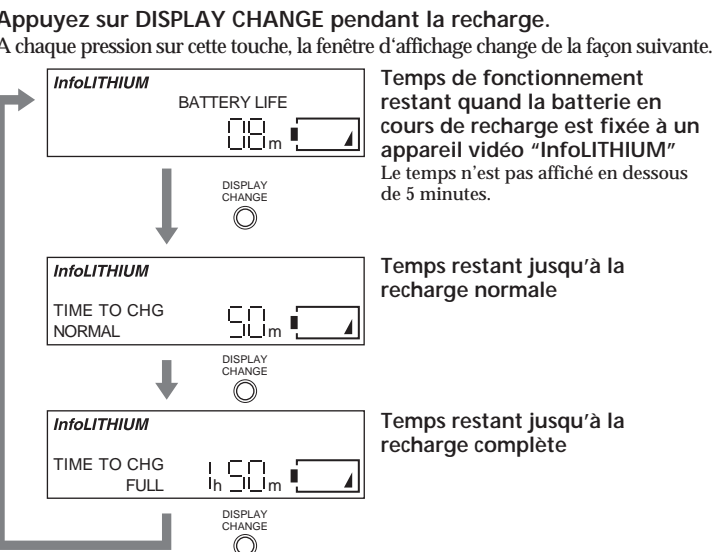 Appuyez sur DISPLAY CHANGE pendant la recharge.
A chaque pression sur cette touche, la fenêtre d‘affichage change de la façon suivante.
InfoLITHIUM
BATTERY LIFE
08m
Temps de fonctionnement
restant quand la batterie en
cours de recharge est fixée à un
appareil vidéo “InfoLITHIUM”
Le temps n’est pas affiché en dessous
de 5 minutes.
DISPLAY
CHANGE
InfoLITHIUM
TIME TO CHG
NORMAL 50m
Temps restant jusqu’à la
recharge normale
DISPLAY
CHANGE
InfoLITHIUM
TIME TO CHG
FULL 1h 50m
Temps restant jusqu’à la
recharge complète
DISPLAY
CHANGE